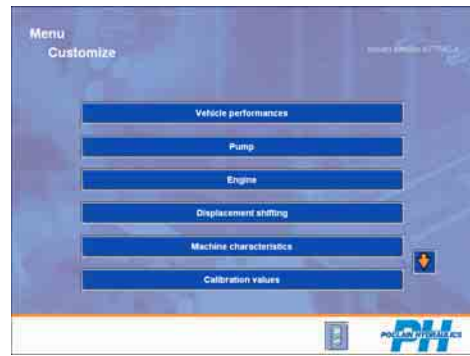 Menu
Customize
Vehicle performances
Pump
Engine
Displacement shifting
Machine characteristics
Calibration values
POCLAIN HYDRAULICS